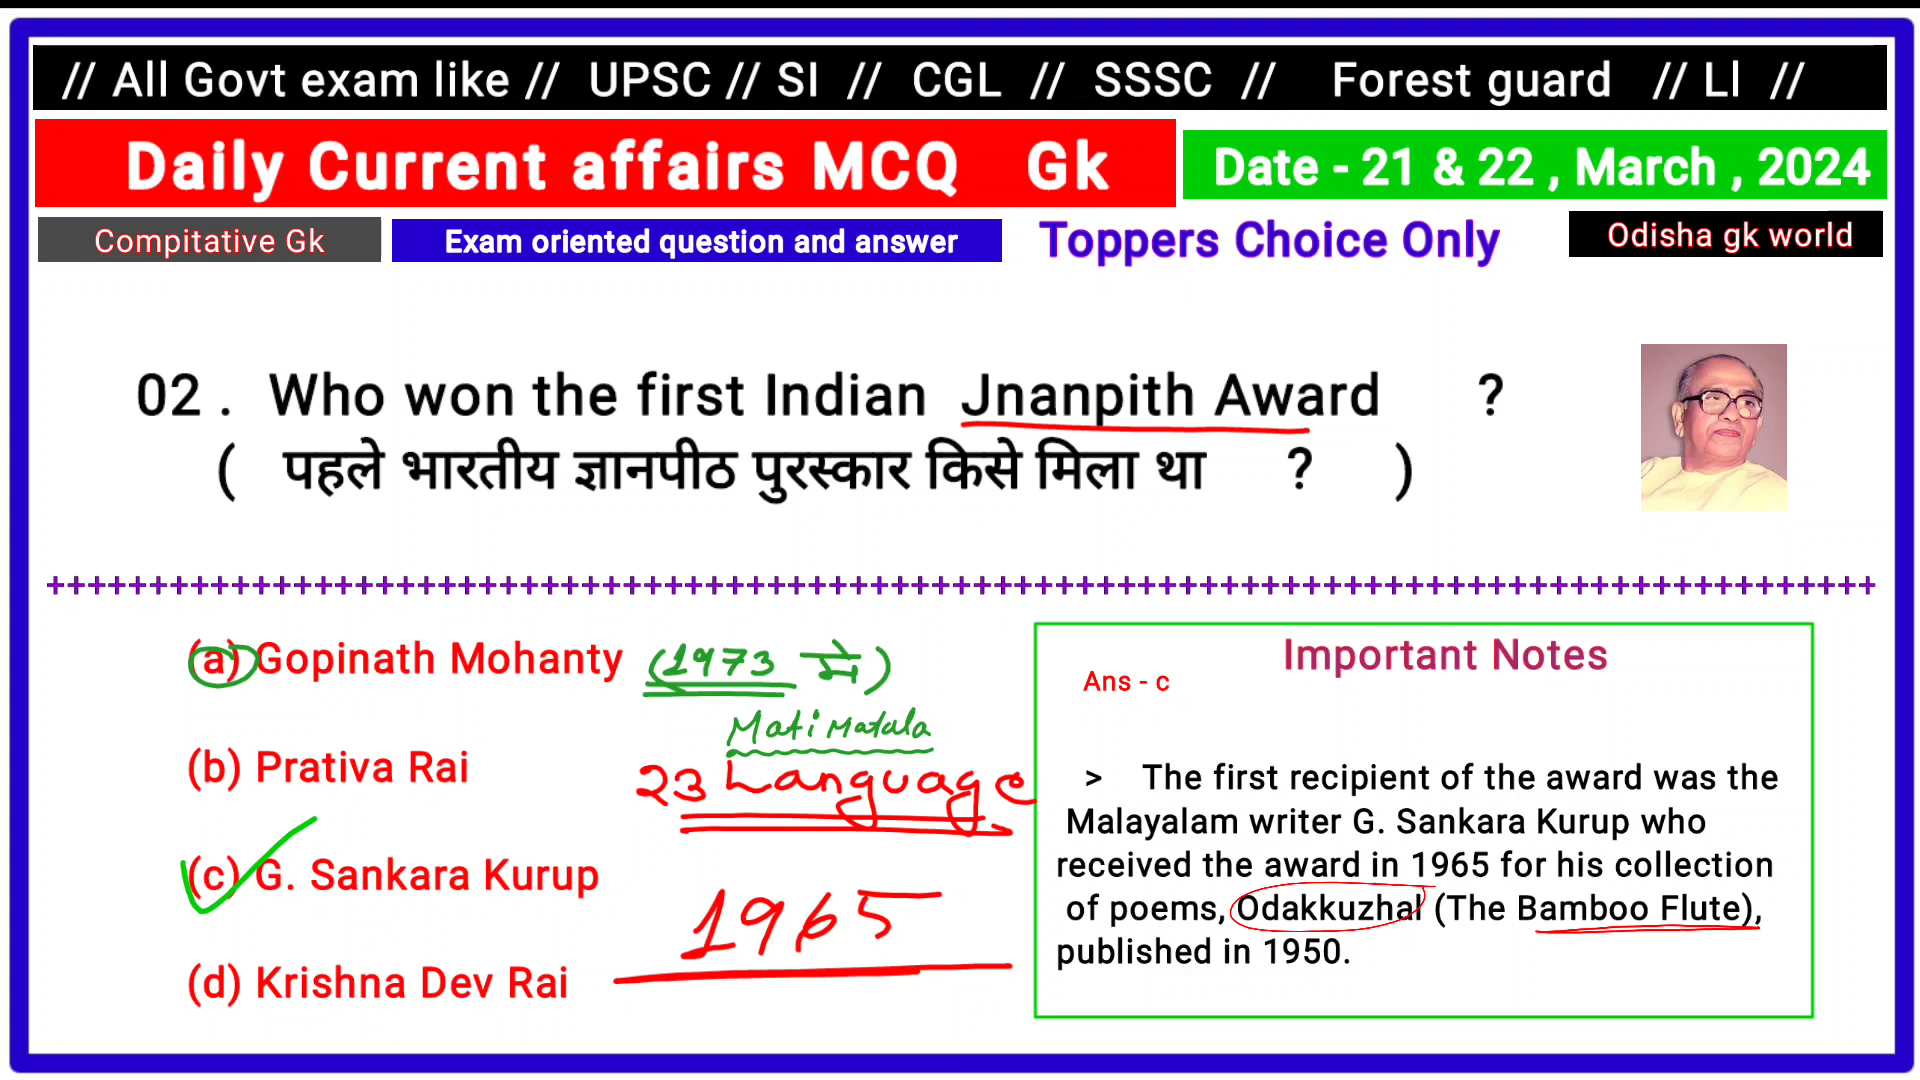 // All Govt exam like // UPSC // SI // CGL // SSSC // Forest guard // Ll //
Daily Current affairs MCQ Gk
Date - 21 & 22 , March , 2024
Compitative Gk
Exam oriented question and answer
Toppers Choice Only
Odisha gk world
02 . Who won the first Indian Jnanpith Award ?
( पहले भारतीय ज्ञानपीठ पुरस्कार किसे मिला था ? )
++++++++++++++++++++++++++++++++++++++++++++++++++++++++++++++++++++++++++++++++++++++++
(a) Gopinath Mohanty (1973 में)
Mati Matala
(b) Prativa Rai
23 Language
(c) G. Sankara Kurup
1965
(d) Krishna Dev Rai
Important Notes
Ans - c
> The first recipient of the award was the
Malayalam writer G. Sankara Kurup who
received the award in 1965 for his collection
of poems, Odakkuzhal (The Bamboo Flute),
published in 1950.